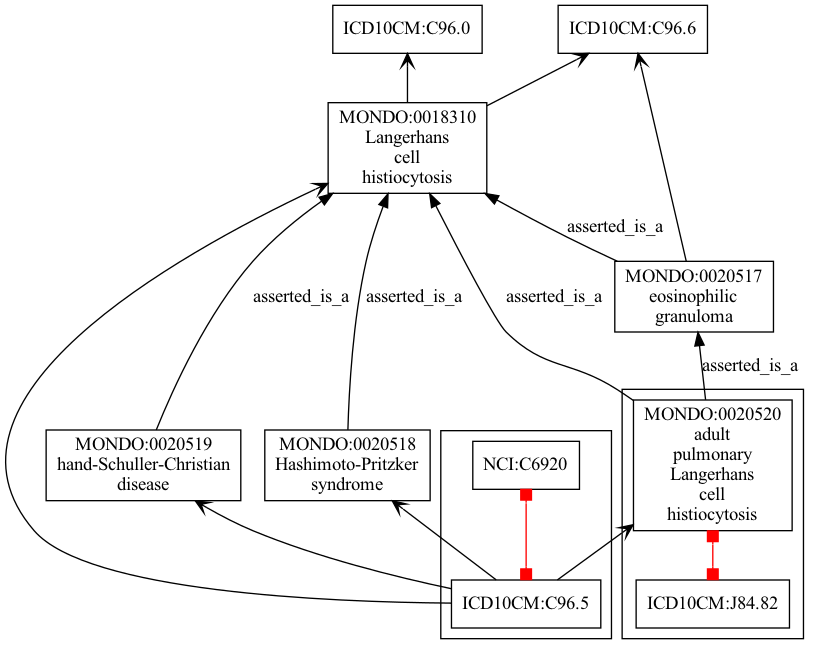 ICD10CM:C96.0
ICD10CM:C96.6
MONDO:0018310
Langerhans
cell
histiocytosis
asserted_is_a
MONDO:0020517
eosinophilic
granuloma
asserted_is_a
asserted_is_a
asserted_is_a
asserted_is_a
MONDO:0020519
hand-Schuller-Christian
disease
MONDO:0020518
Hashimoto-Pritzker
syndrome
NCI:C6920
MONDO:0020520
adult
pulmonary
Langerhans
cell
histiocytosis
ICD10CM:C96.5
ICD10CM:J84.82